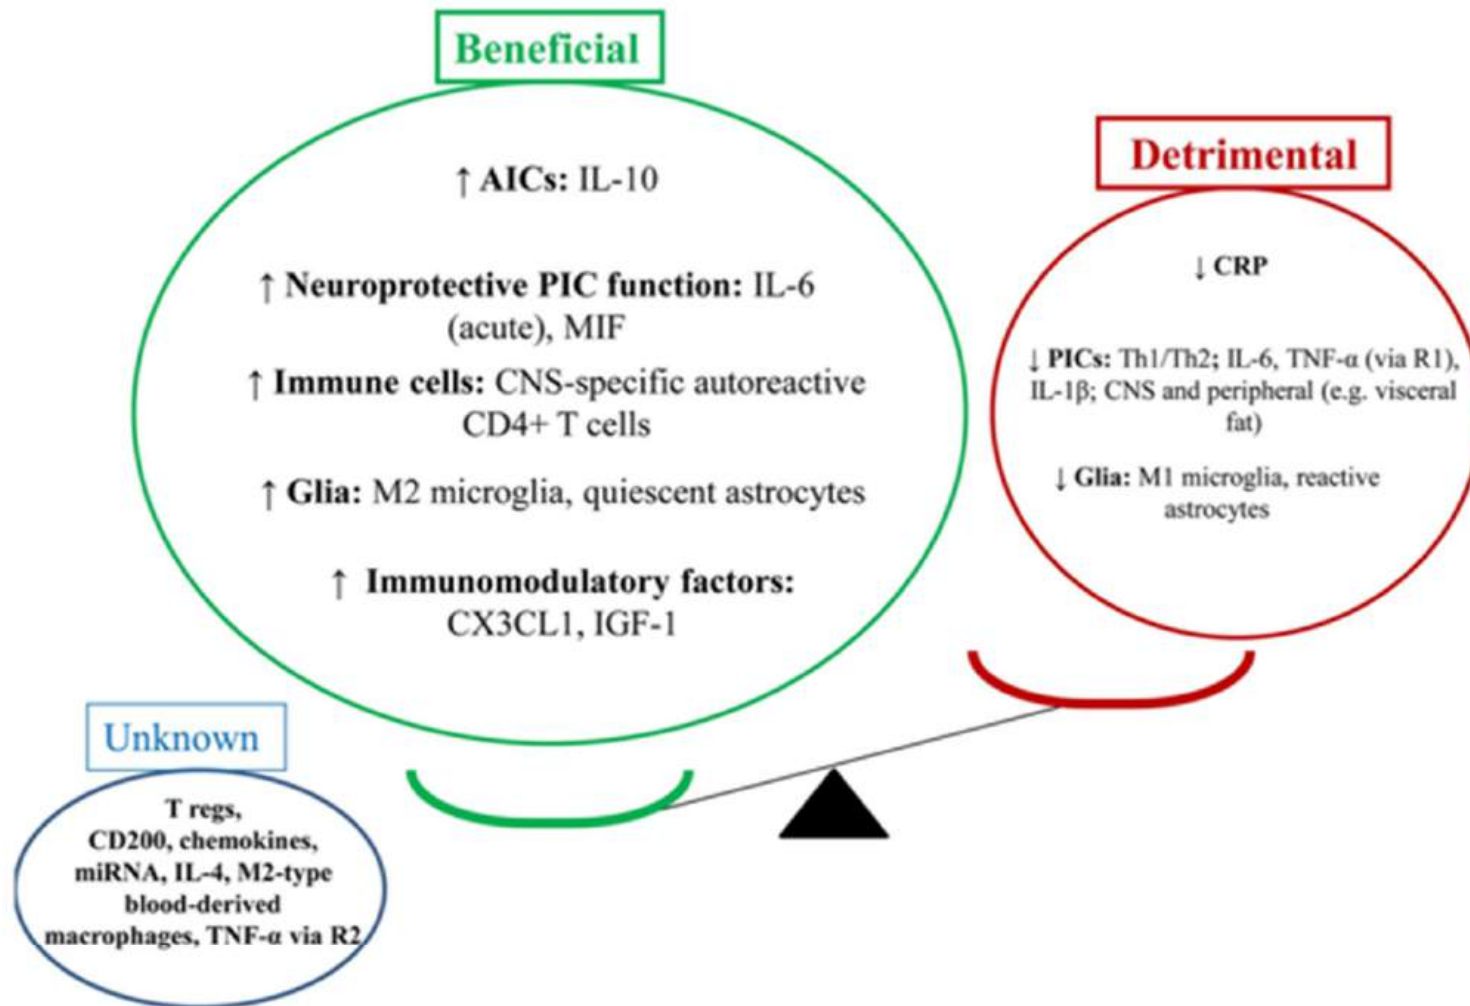 Beneficial
↑ AICs: IL-10
↑ Neuroprotective PIC function: IL-6
(acute), MIF
↑ Immune cells: CNS-specific autoreactive
CD4+ T cells
↑ Glia: M2 microglia, quiescent astrocytes
↑ Immunomodulatory factors:
CX3CL1, IGF-1
Detrimental
↓ CRP
↓ PICs: Th1/Th2; IL-6, TNF-α (via R1),
IL-1β; CNS and peripheral (e.g. visceral
fat)
↓ Glia: M1 microglia, reactive
astrocytes
Unknown
T regs,
CD200, chemokines,
miRNA, IL-4, M2-type
blood-derived
macrophages, TNF-α via R2